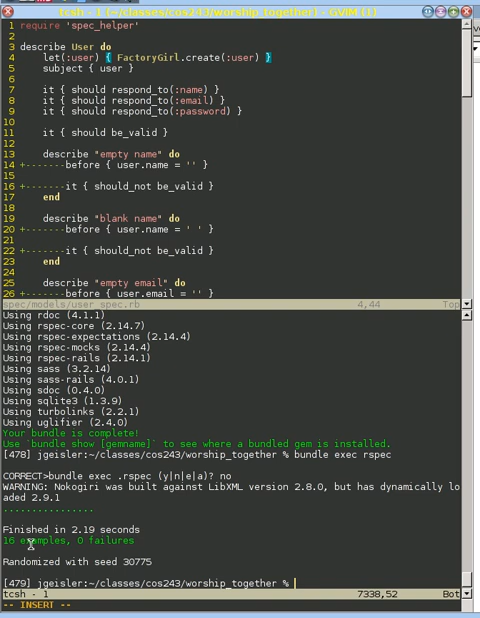 tcsh - 1 (~/classes/cos243/worship_together) - GVIM (1)
1 require 'spec_helper'
2
3 describe User do
4 let(:user) { FactoryGirl.create(:user) }
5 subject { user }
6
7 it { should respond_to(:name) }
8 it { should respond_to(:email) }
9 it { should respond_to(:password) }
10
11 it { should be_valid }
12
13 describe "empty name" do
14 +-------before { user.name = '' }
15
16 +-------it { should_not be_valid }
17 end
18
19 describe "blank name" do
20 +-------before { user.name = ' ' }
21
22 +-------it { should_not be_valid }
23 end
24
25 describe "empty email" do
26 +-------before { user.email = '' }
spec/models/user_spec.rb 4,44 Top
Using rdoc (4.1.1)
Using rspec-core (2.14.7)
Using rspec-expectations (2.14.4)
Using rspec-mocks (2.14.4)
Using rspec-rails (2.14.1)
Using sass (3.2.14)
Using sass-rails (4.0.1)
Using sdoc (0.4.0)
Using sqlite3 (1.3.9)
Using turbolinks (2.2.1)
Using uglifier (2.4.0)
Your bundle is complete!
Use `bundle show [gemname]` to see where a bundled gem is installed.
[478] jgeisler:~/classes/cos243/worship_together % bundle exec rspec
CORRECT>bundle exec .rspec (y|n|e|a)? no
WARNING: Nokogiri was built against LibXML version 2.8.0, but has dynamically lo
aded 2.9.1
................
Finished in 2.19 seconds
16 examples, 0 failures
Randomized with seed 30775
[479] jgeisler:~/classes/cos243/worship_together %
tcsh - 1 7338,52 Bot
-- INSERT --